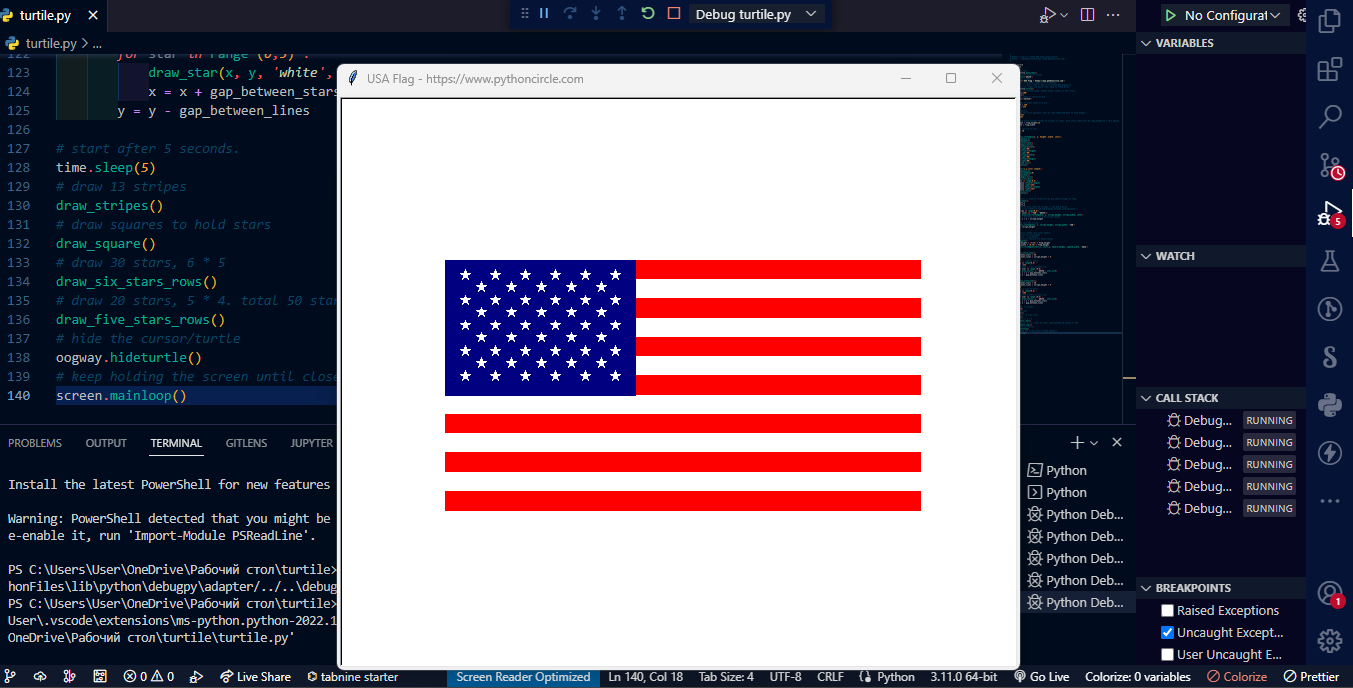 turtile.py
Debug turtile.py
No Configurat
turtile.py > ...
VARIABLES
USA Flag - https://www.pythoncircle.com
122 for star in range (0,5) :
123 draw_star(x, y, 'white',
124 x = x + gap_between_stars
125 y = y - gap_between_lines
126
127 # start after 5 seconds.
128 time.sleep(5)
129 # draw 13 stripes
130 draw_stripes()
131 # draw squares to hold stars
132 draw_square()
133 # draw 30 stars, 6 * 5
134 draw_six_stars_rows()
135 # draw 20 stars, 5 * 4. total 50 star
136 draw_five_stars_rows()
137 # hide the cursor/turtle
138 oogway.hideturtle()
139 # keep holding the screen until close
140 screen.mainloop()
WATCH
CALL STACK
Debug... RUNNING
Debug... RUNNING
Debug... RUNNING
Debug... RUNNING
Debug... RUNNING
5
PROBLEMS OUTPUT TERMINAL GITLENS JUPYTER
Install the latest PowerShell for new features
Warning: PowerShell detected that you might be
e-enable it, run 'Import-Module PSReadLine'.
PS C:\Users\User\OneDrive\Рабочий стол\turtile>
honFiles\lib\python\debugpy\adapter/../..\debug
PS C:\Users\User\OneDrive\Рабочий стол\turtile>
User\.vscode\extensions\ms-python.python-2022.1
OneDrive\Рабочий стол\turtile\turtile.py'
Python
Python
Python Deb...
Python Deb...
Python Deb...
Python Deb...
Python Deb...
BREAKPOINTS
Raised Exceptions
Uncaught Except...
User Uncaught E...
1
0 0 Live Share tabnine starter Screen Reader Optimized Ln 140, Col 18 Tab Size: 4 UTF-8 CRLF Python 3.11.0 64-bit Go Live Colorize: 0 variables Colorize Prettier